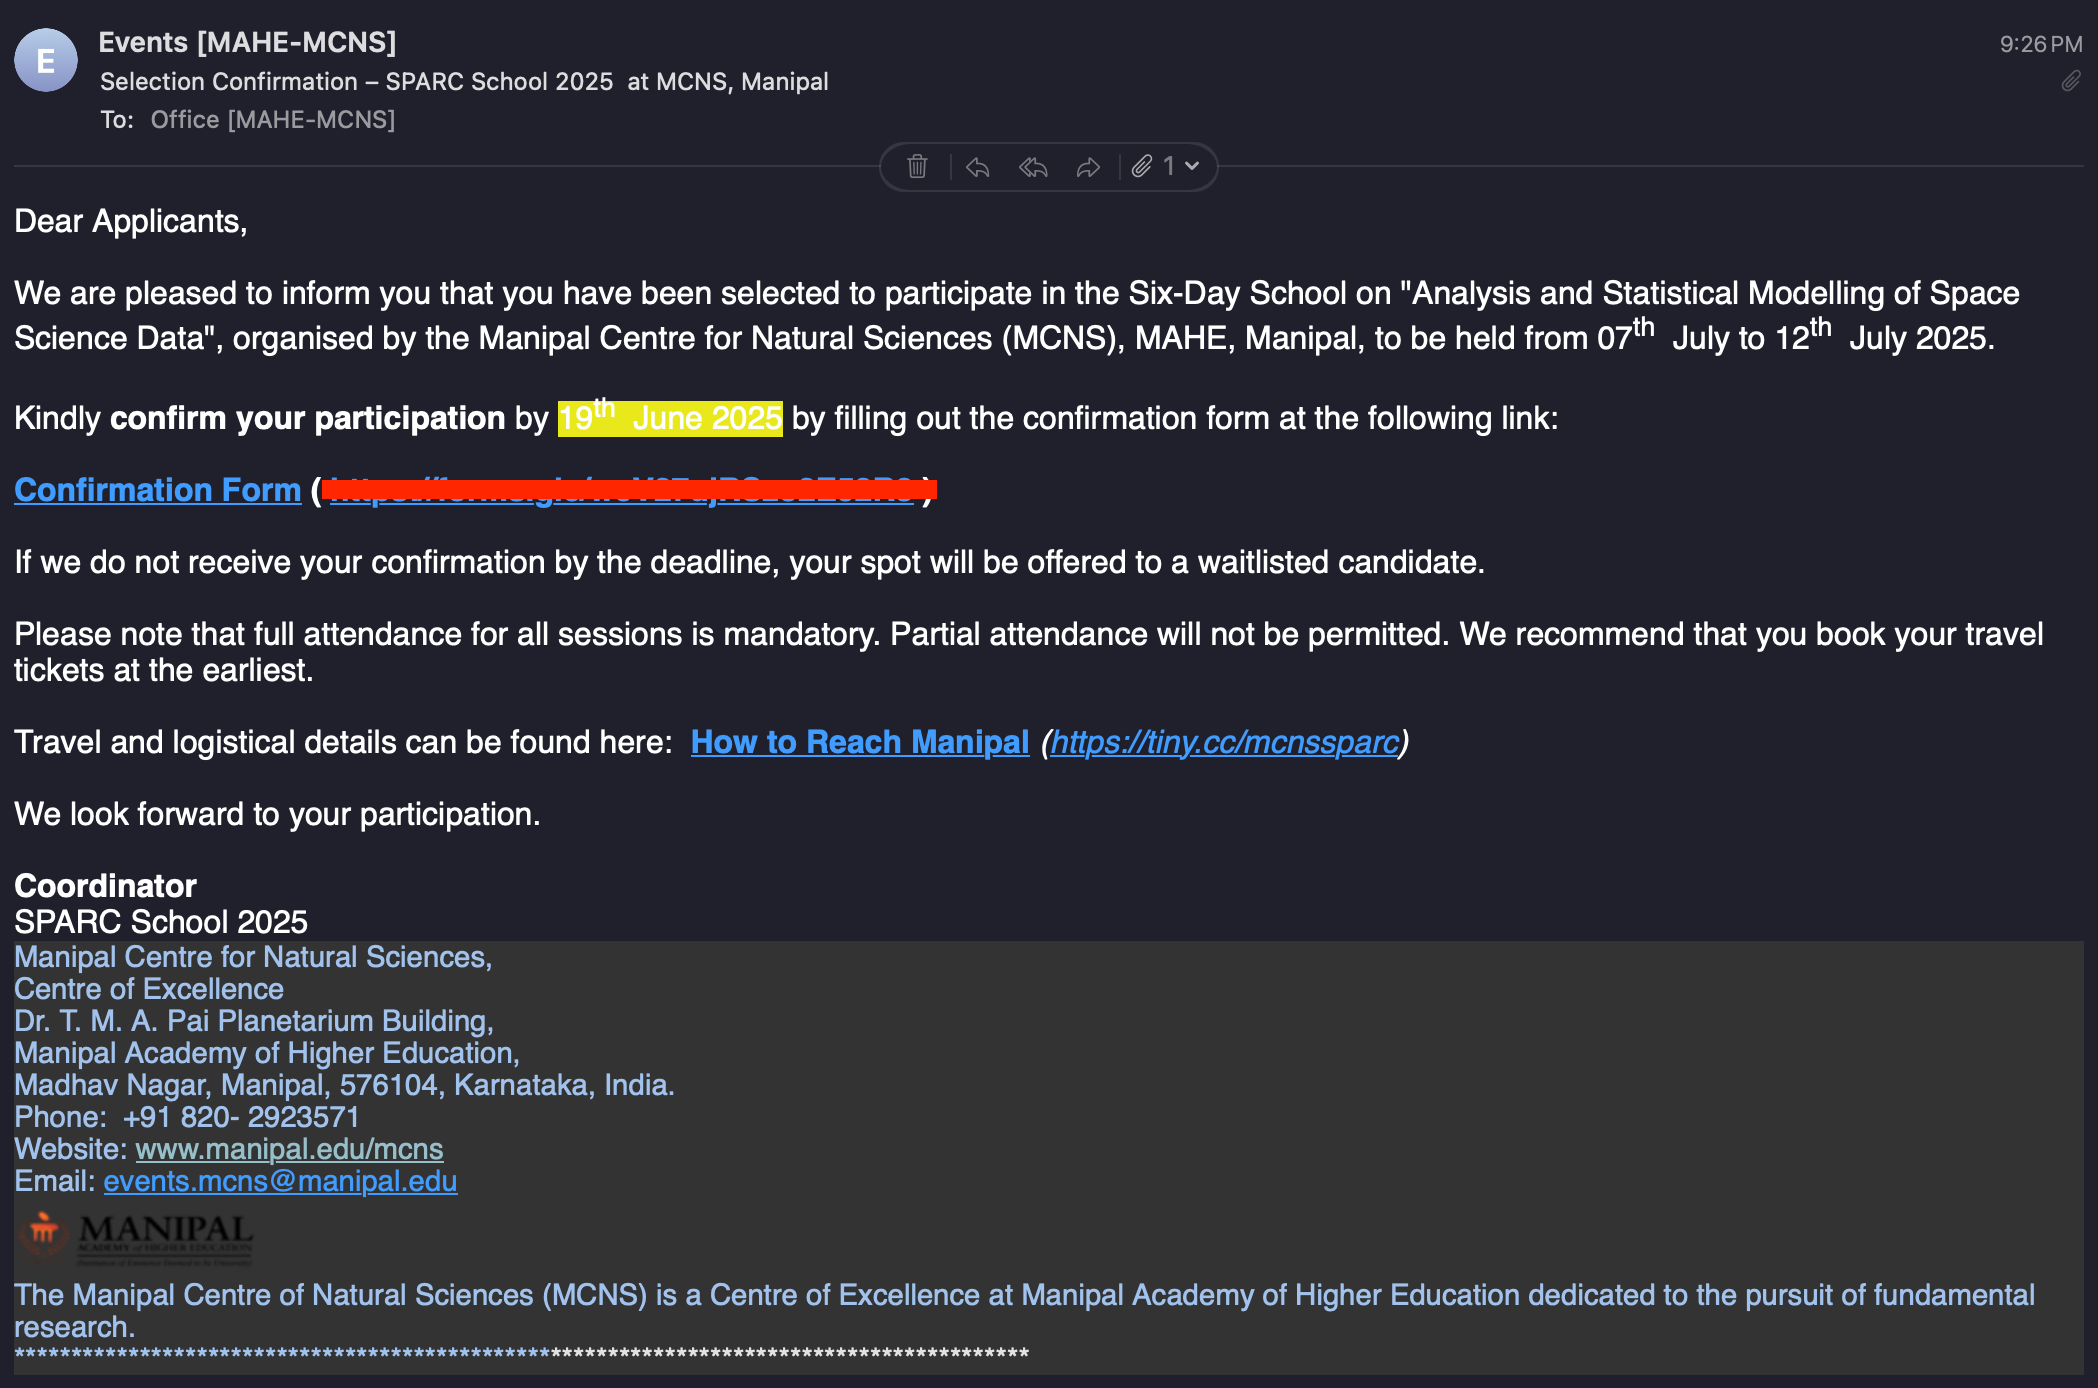 E
Events [MAHE-MCNS]
9:26 PM
Selection Confirmation – SPARC School 2025 at MCNS, Manipal
To: Office [MAHE-MCNS]
1
Dear Applicants,
We are pleased to inform you that you have been selected to participate in the Six-Day School on "Analysis and Statistical Modelling of Space
Science Data", organised by the Manipal Centre for Natural Sciences (MCNS), MAHE, Manipal, to be held from 07th July to 12th July 2025.
Kindly confirm your participation by 19th June 2025 by filling out the confirmation form at the following link:
Confirmation Form ( )
If we do not receive your confirmation by the deadline, your spot will be offered to a waitlisted candidate.
Please note that full attendance for all sessions is mandatory. Partial attendance will not be permitted. We recommend that you book your travel
tickets at the earliest.
Travel and logistical details can be found here: How to Reach Manipal (https://tiny.cc/mcnssparc)
We look forward to your participation.
Coordinator
SPARC School 2025
Manipal Centre for Natural Sciences,
Centre of Excellence
Dr. T. M. A. Pai Planetarium Building,
Manipal Academy of Higher Education,
Madhav Nagar, Manipal, 576104, Karnataka, India.
Phone: +91 820- 2923571
Website: www.manipal.edu/mcns
Email: events.mcns@manipal.edu
MANIPAL
ACADEMY of HIGHER EDUCATION
The Manipal Centre of Natural Sciences (MCNS) is a Centre of Excellence at Manipal Academy of Higher Education dedicated to the pursuit of fundamental
research.